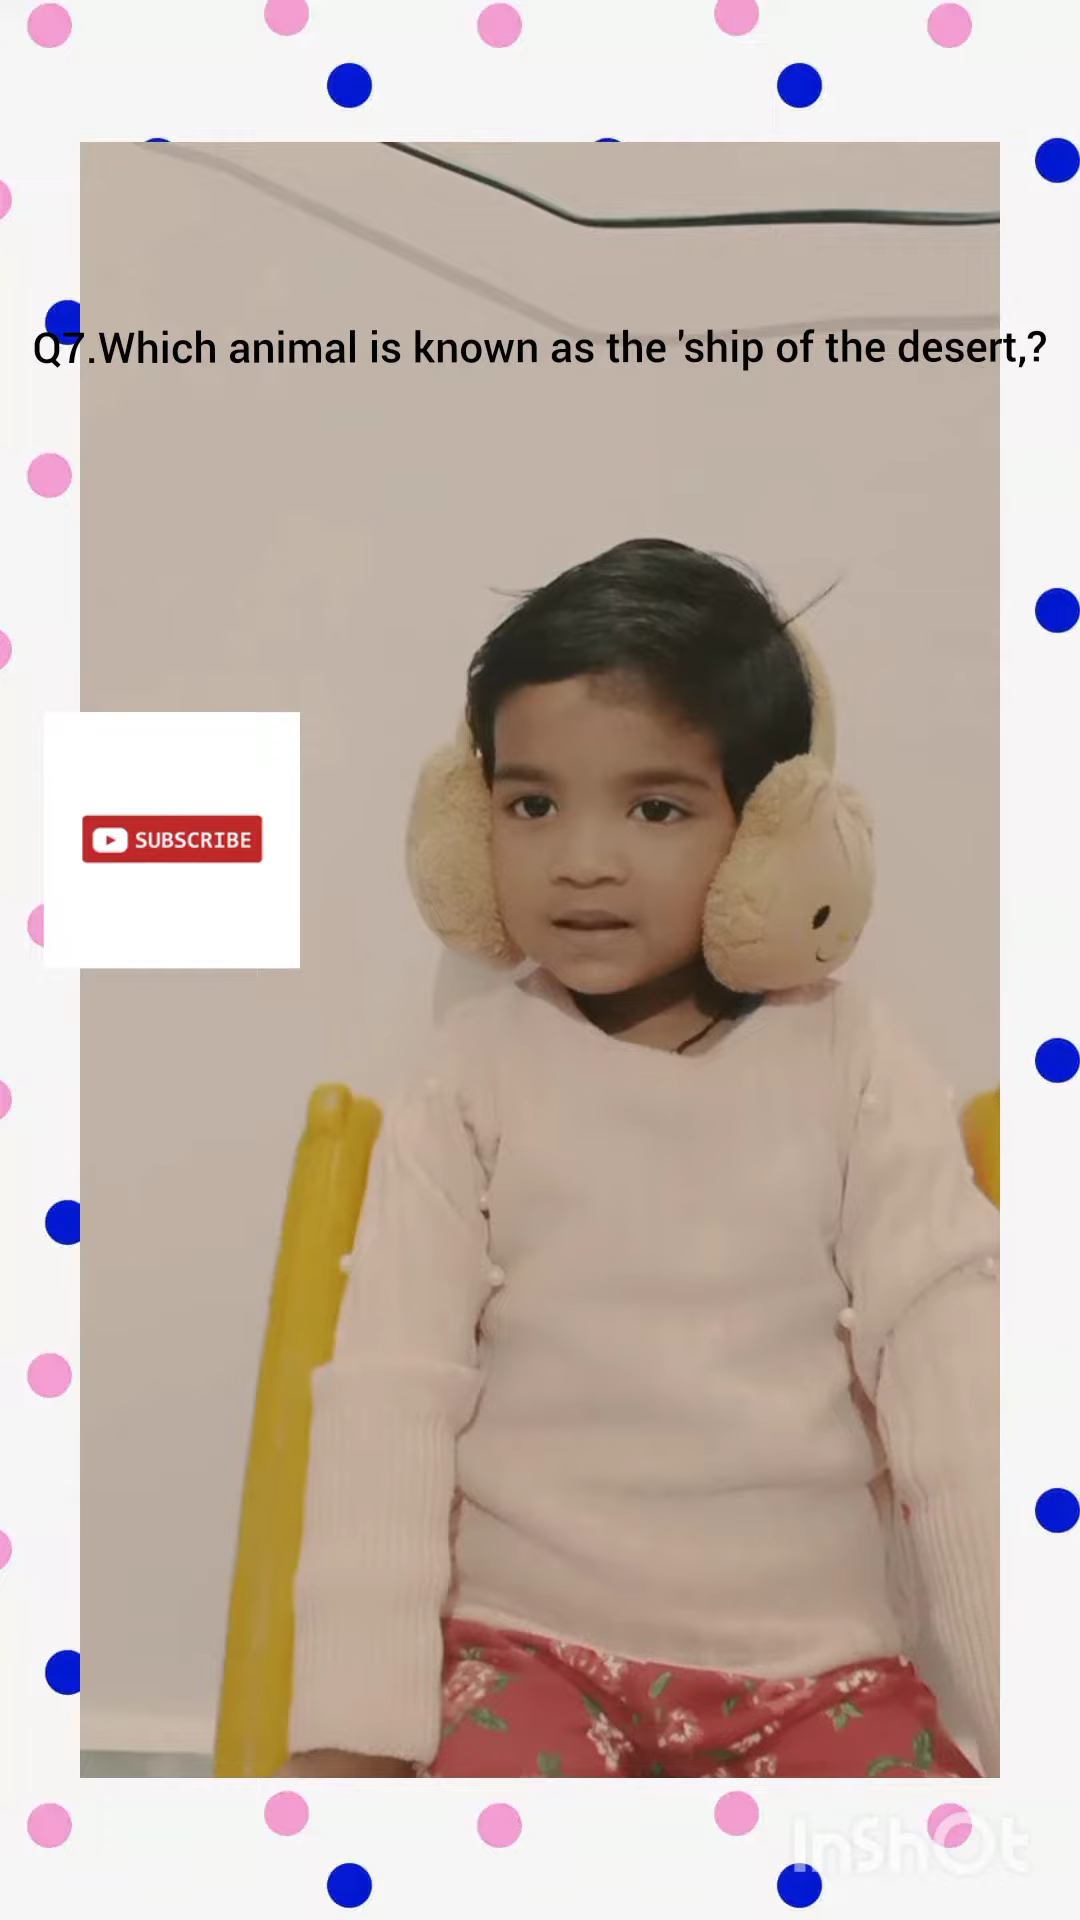 Q7.Which animal is known as the 'ship of the desert,?
SUBSCRIBE
InShOt